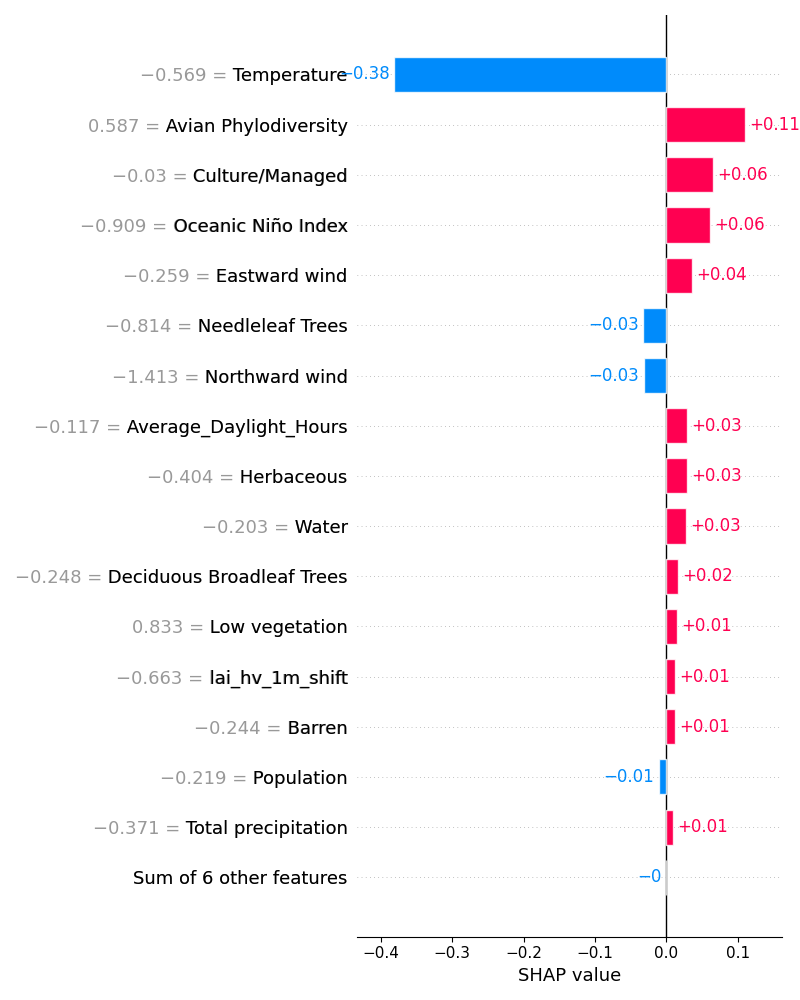 −0.569 = Temperature −0.38
0.587 = Avian Phylodiversity +0.11
−0.03 = Culture/Managed +0.06
−0.909 = Oceanic Niño Index +0.06
−0.259 = Eastward wind +0.04
−0.814 = Needleleaf Trees −0.03
−1.413 = Northward wind −0.03
−0.117 = Average_Daylight_Hours +0.03
−0.404 = Herbaceous +0.03
−0.203 = Water +0.03
−0.248 = Deciduous Broadleaf Trees +0.02
0.833 = Low vegetation +0.01
−0.663 = lai_hv_1m_shift +0.01
−0.244 = Barren +0.01
−0.219 = Population −0.01
−0.371 = Total precipitation +0.01
Sum of 6 other features −0
−0.4 −0.3 −0.2 −0.1 0.0 0.1
SHAP value